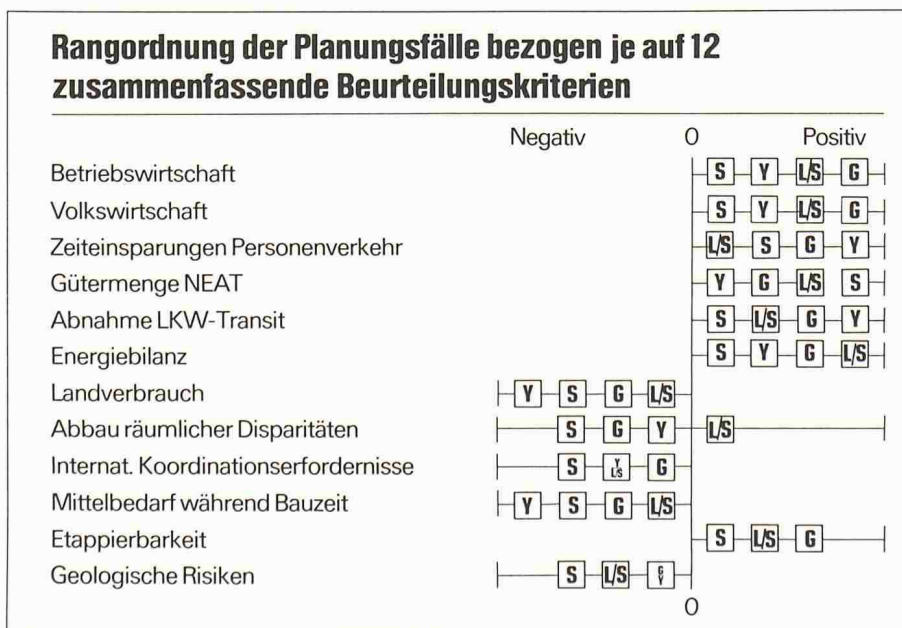 Rangordnung der Planungsfälle bezogen je auf 12
zusammenfassende Beurteilungskriterien
Negativ 0 Positiv
Betriebswirtschaft S Y L/S G
Volkswirtschaft S Y L/S G
Zeiteinsparungen Personenverkehr L/S S G Y
Gütermenge NEAT Y G L/S S
Abnahme LKW-Transit S L/S G Y
Energiebilanz S Y G L/S
Landverbrauch Y S G L/S
Abbau räumlicher Disparitäten S G Y L/S
Internat. Koordinationserfordernisse S Y L/S G
Mittelbedarf während Bauzeit Y S G L/S
Etappierbarkeit S L/S G
Geologische Risiken S L/S G Y
0